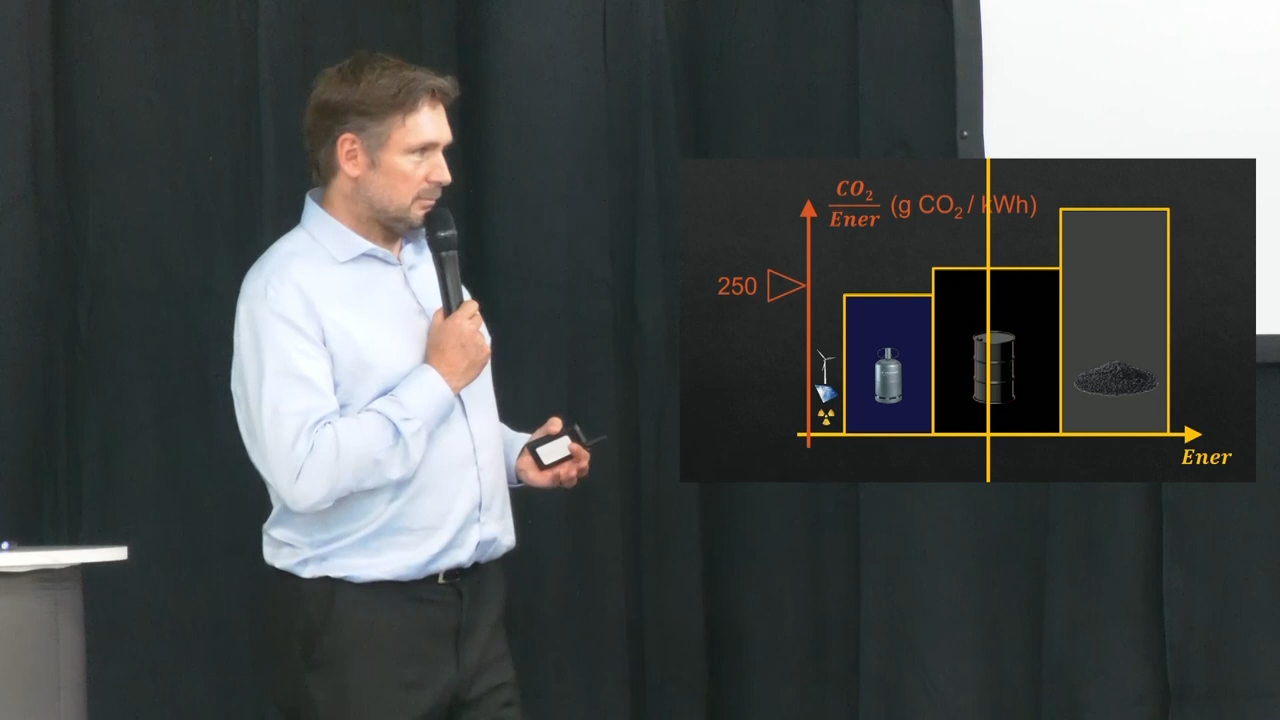 CO₂
Ener
(g CO₂ / kWh)
250
Ener